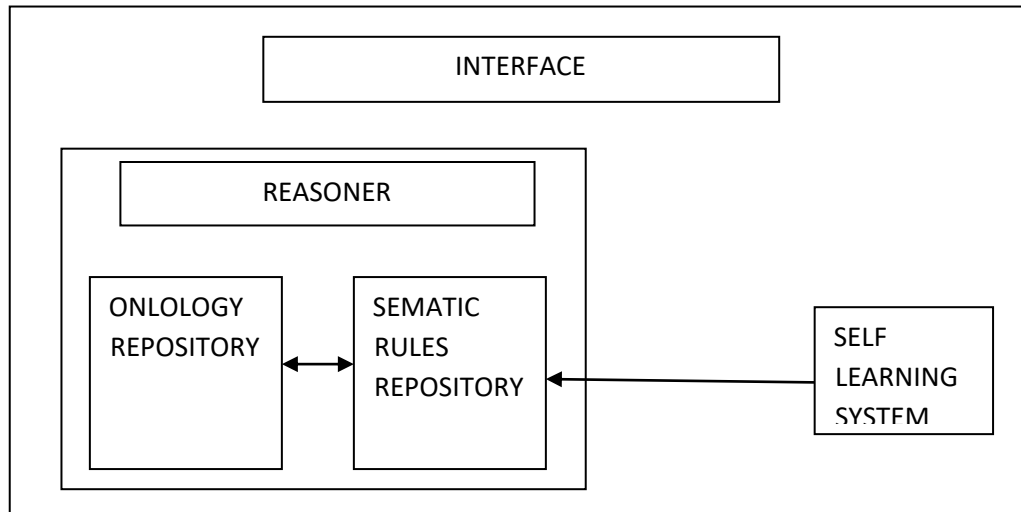 INTERFACE
REASONER
ONLOLOGY
REPOSITORY
SEMATIC
RULES
REPOSITORY
SELF
LEARNING
SYSTEM